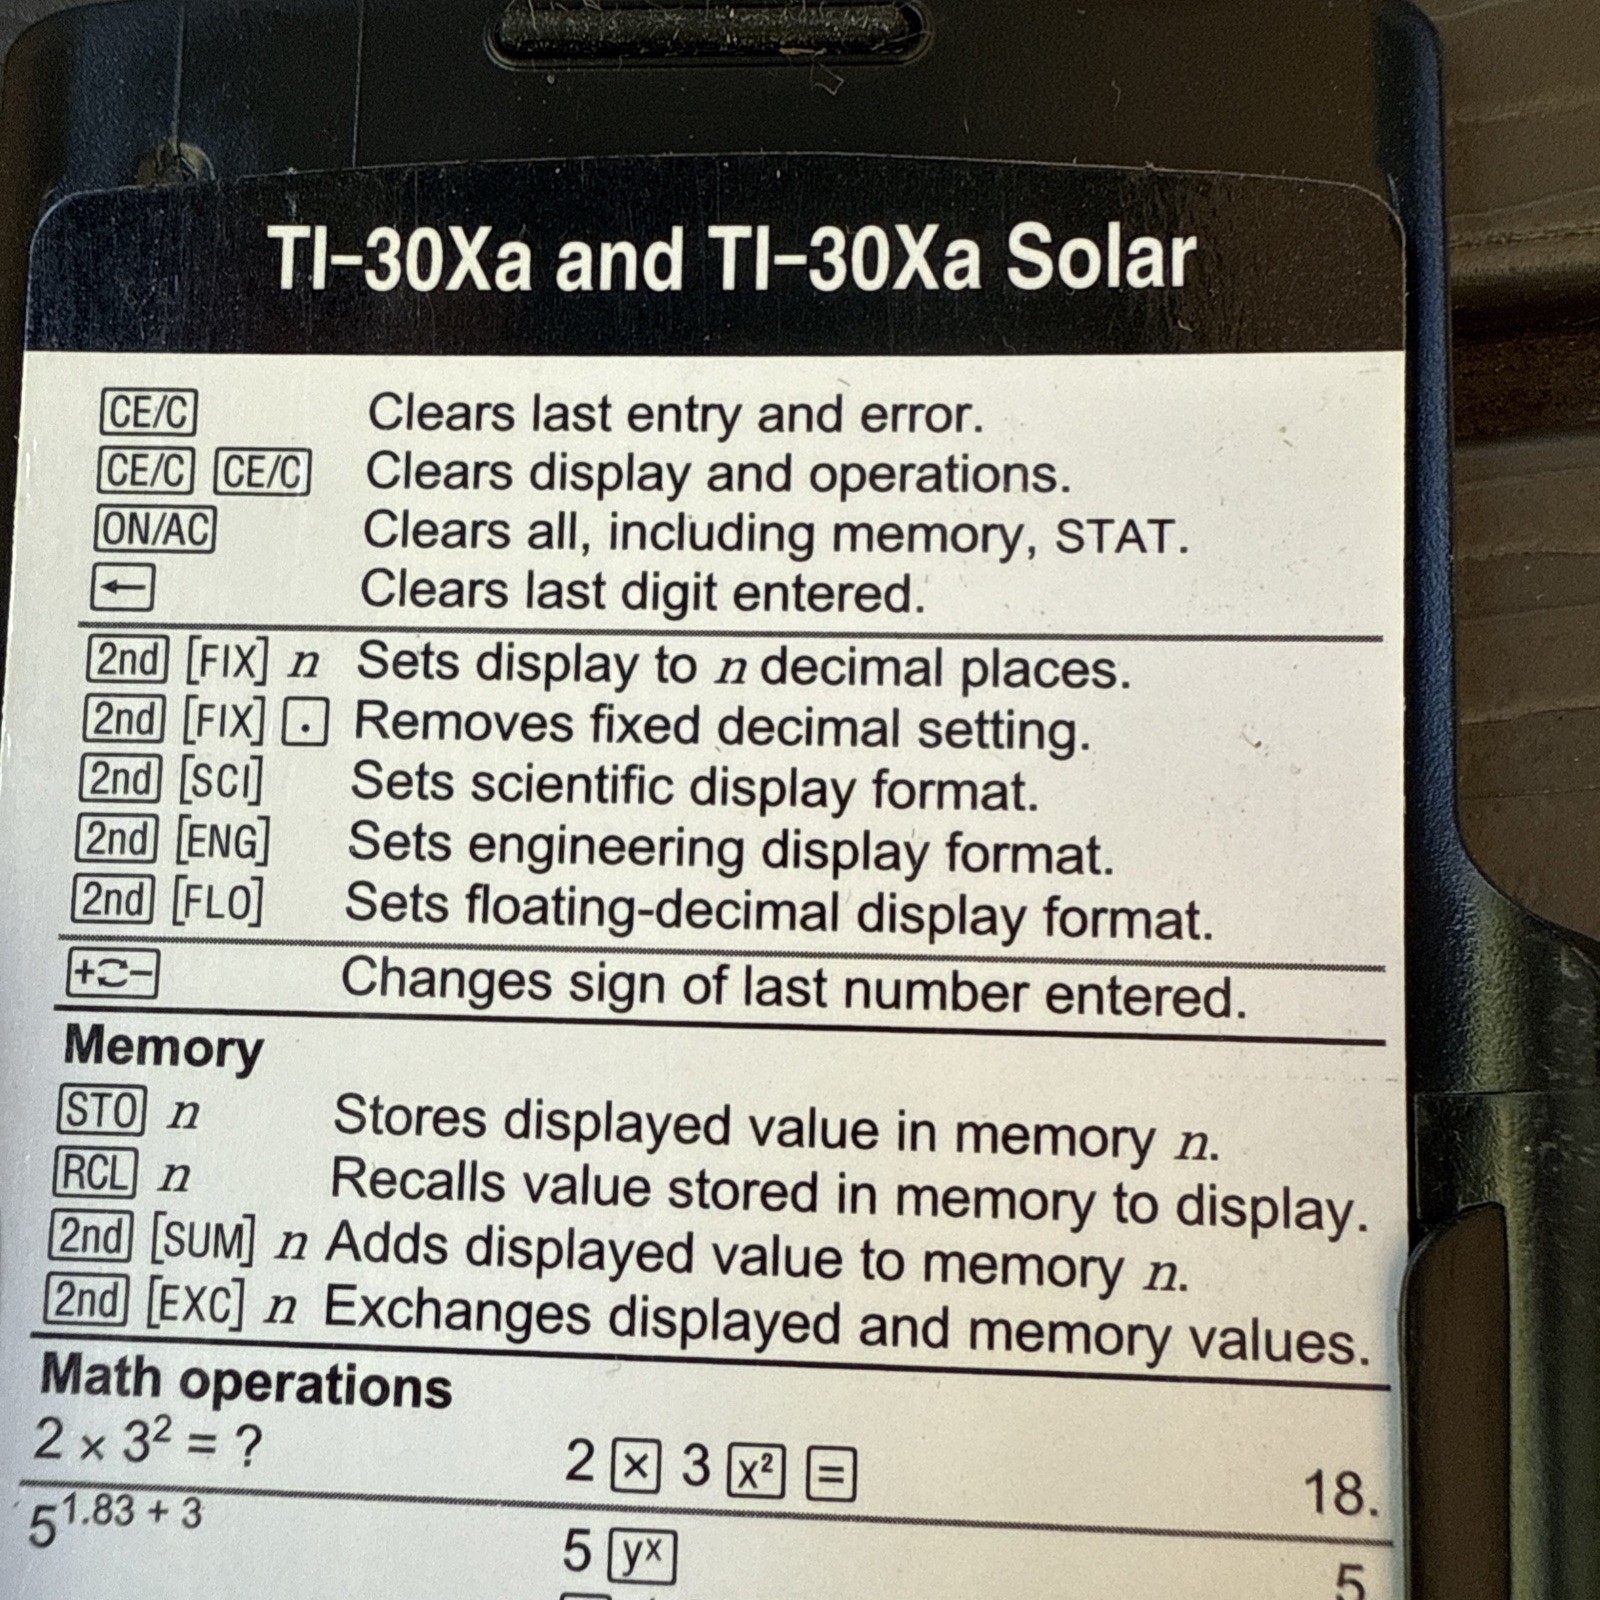 TI-30Xa and TI-30Xa Solar
CE/C Clears last entry and error.
CE/C CE/C Clears display and operations.
ON/AC Clears all, including memory, STAT.
← Clears last digit entered.
2nd [FIX] n Sets display to n decimal places.
2nd [FIX] . Removes fixed decimal setting.
2nd [SCI] Sets scientific display format.
2nd [ENG] Sets engineering display format.
2nd [FLO] Sets floating-decimal display format.
+⇄− Changes sign of last number entered.
Memory
STO n Stores displayed value in memory n.
RCL n Recalls value stored in memory to display.
2nd [SUM] n Adds displayed value to memory n.
2nd [EXC] n Exchanges displayed and memory values.
Math operations
2 × 3² = ? 2 × 3 x² = 18.
5^1.83 + 3 5 yˣ 5